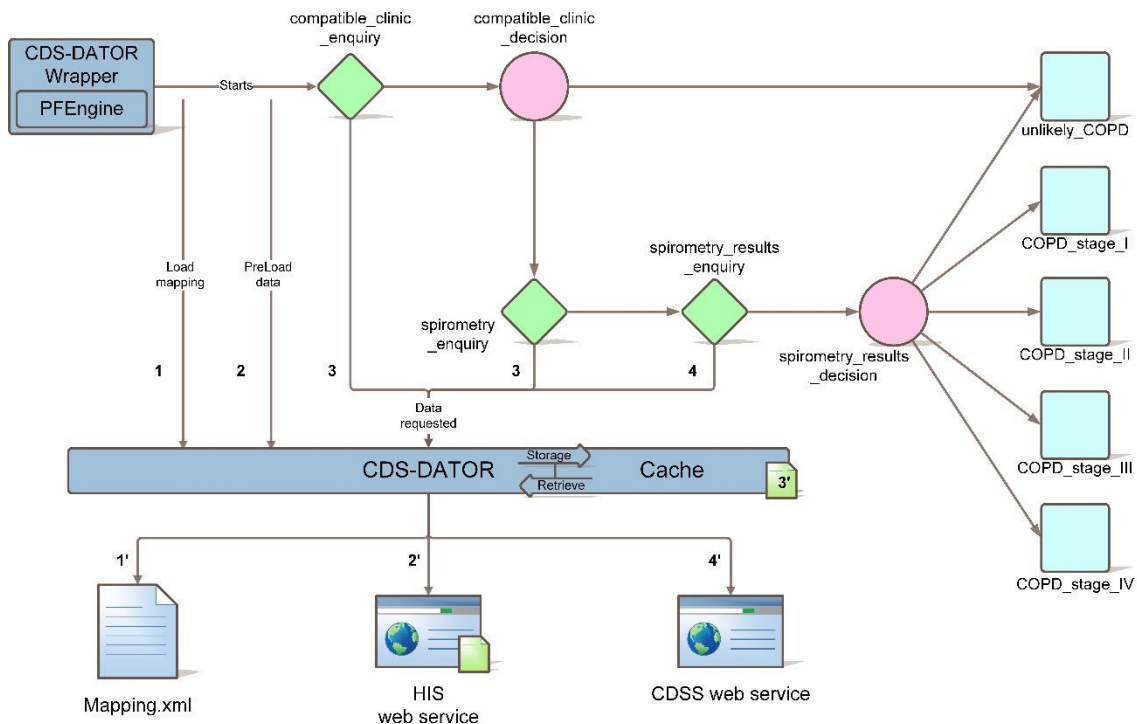 compatible_clinic
_enquiry
compatible_clinic
_decision
CDS-DATOR
Wrapper
PFEngine
Starts
unlikely_COPD
COPD_stage_I
Load
mapping
PreLoad
data
spirometry_results
_enquiry
spirometry
_enquiry
spirometry_results
_decision
COPD_stage_II
1
2
3
3
4
Data
requested
COPD_stage_III
CDS-DATOR
Storage
Retrieve
Cache
3'
1'
2'
4'
COPD_stage_IV
Mapping.xml
HIS
web service
CDSS web service